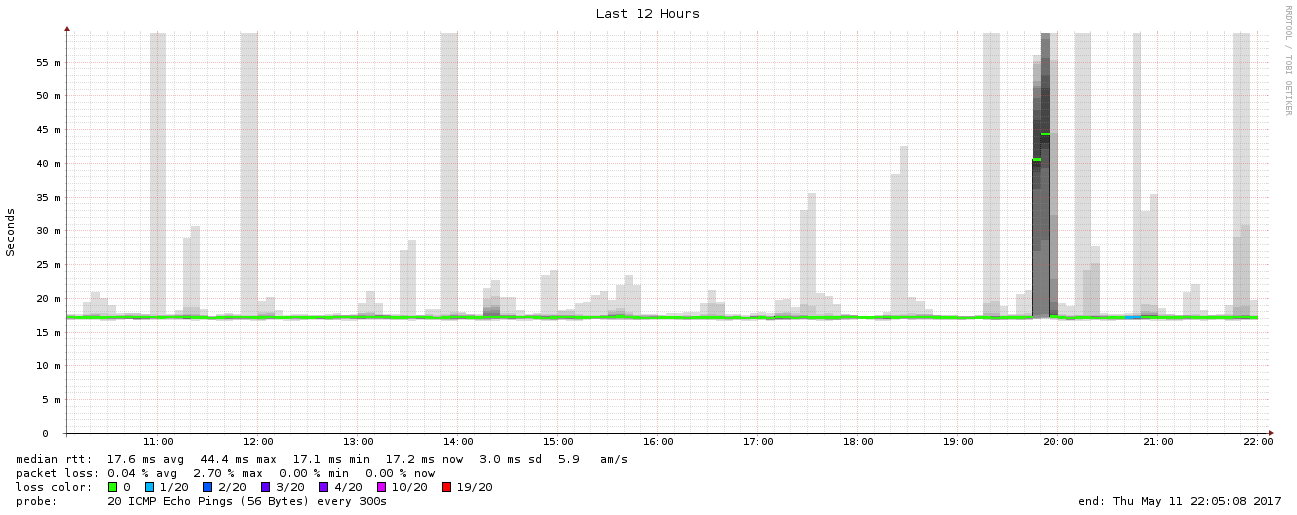 Last 12 Hours
RRDTOOL / TOBI OETIKER
Seconds
55 m
50 m
45 m
40 m
35 m
30 m
25 m
20 m
15 m
10 m
5 m
0
11:00 12:00 13:00 14:00 15:00 16:00 17:00 18:00 19:00 20:00 21:00 22:00
median rtt: 17.6 ms avg 44.4 ms max 17.1 ms min 17.2 ms now 3.0 ms sd 5.9 am/s
packet loss: 0.04 % avg 2.70 % max 0.00 % min 0.00 % now
loss color: 0 1/20 2/20 3/20 4/20 10/20 19/20
probe: 20 ICMP Echo Pings (56 Bytes) every 300s end: Thu May 11 22:05:08 2017